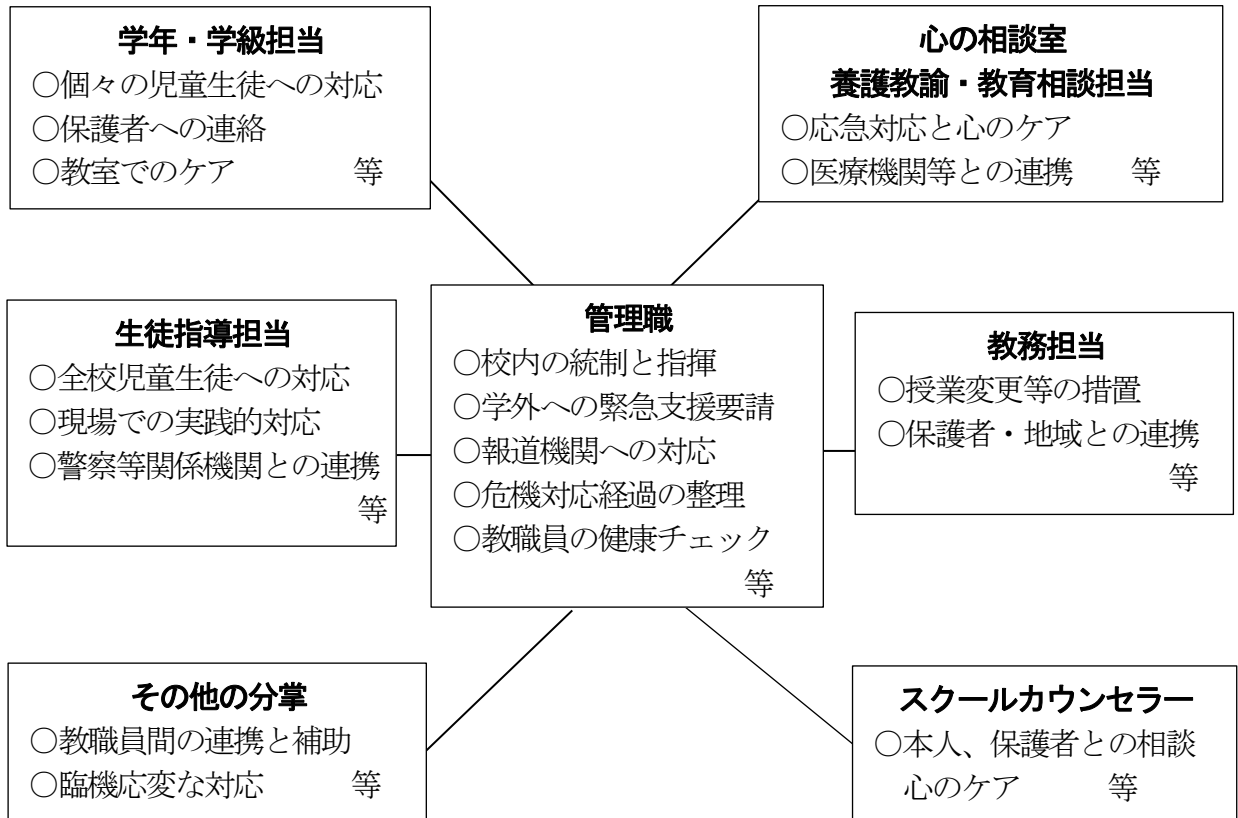 学年・学級担当
○個々の児童生徒への対応
○保護者への連絡
○教室でのケア　　　　等
心の相談室
養護教諭・教育相談担当
○応急対応と心のケア
○医療機関等との連携　　等
生徒指導担当
○全校児童生徒への対応
○現場での実践的対応
○警察等関係機関との連携
等
管理職
○校内の統制と指揮
○学外への緊急支援要請
○報道機関への対応
○危機対応経過の整理
○教職員の健康チェック
等
教務担当
○授業変更等の措置
○保護者・地域との連携
等
その他の分掌
○教職員間の連携と補助
○臨機応変な対応　　　等
スクールカウンセラー
○本人、保護者との相談
心のケア　　　等